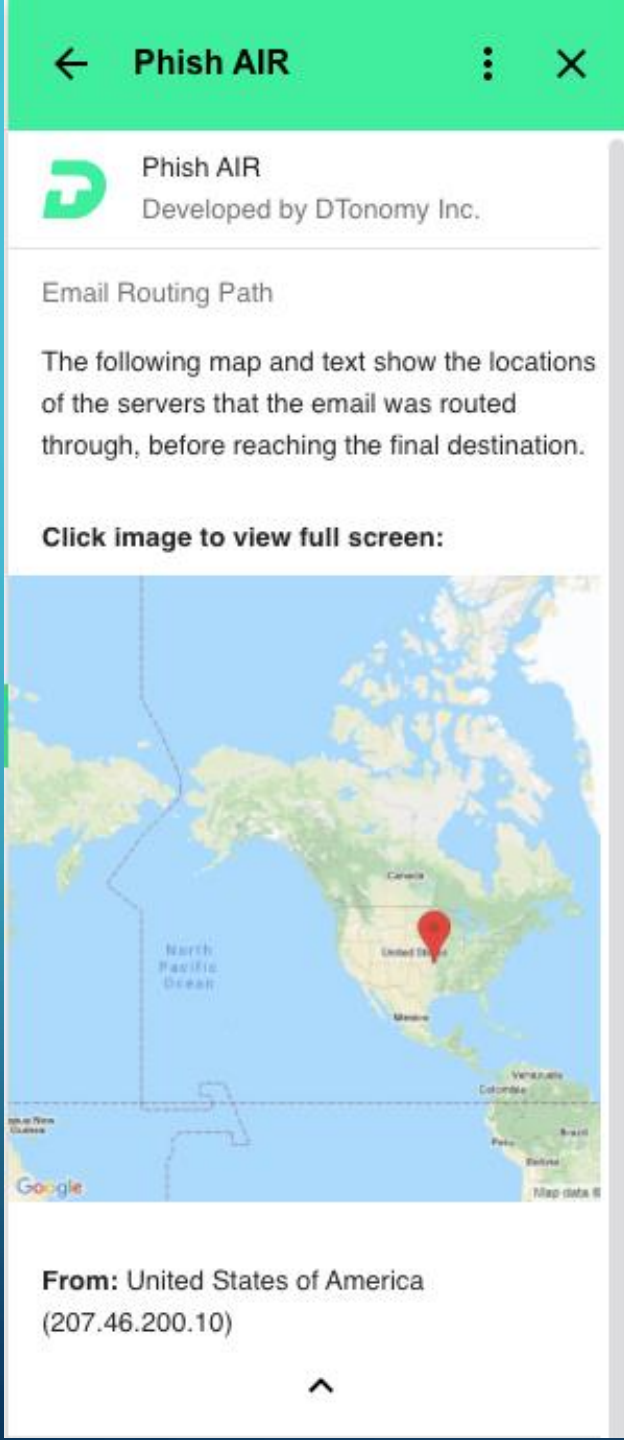 Phish AIR
Phish AIR
Developed by DTonomy Inc.
Email Routing Path
The following map and text show the locations
of the servers that the email was routed
through, before reaching the final destination.
Click image to view full screen:
Canada
United States
North
Pacific
Ocean
Mexico
Venezuela
Colombia
Peru
Brazil
Bolivia
Guinea
Google
Map data ©
From: United States of America
(207.46.200.10)